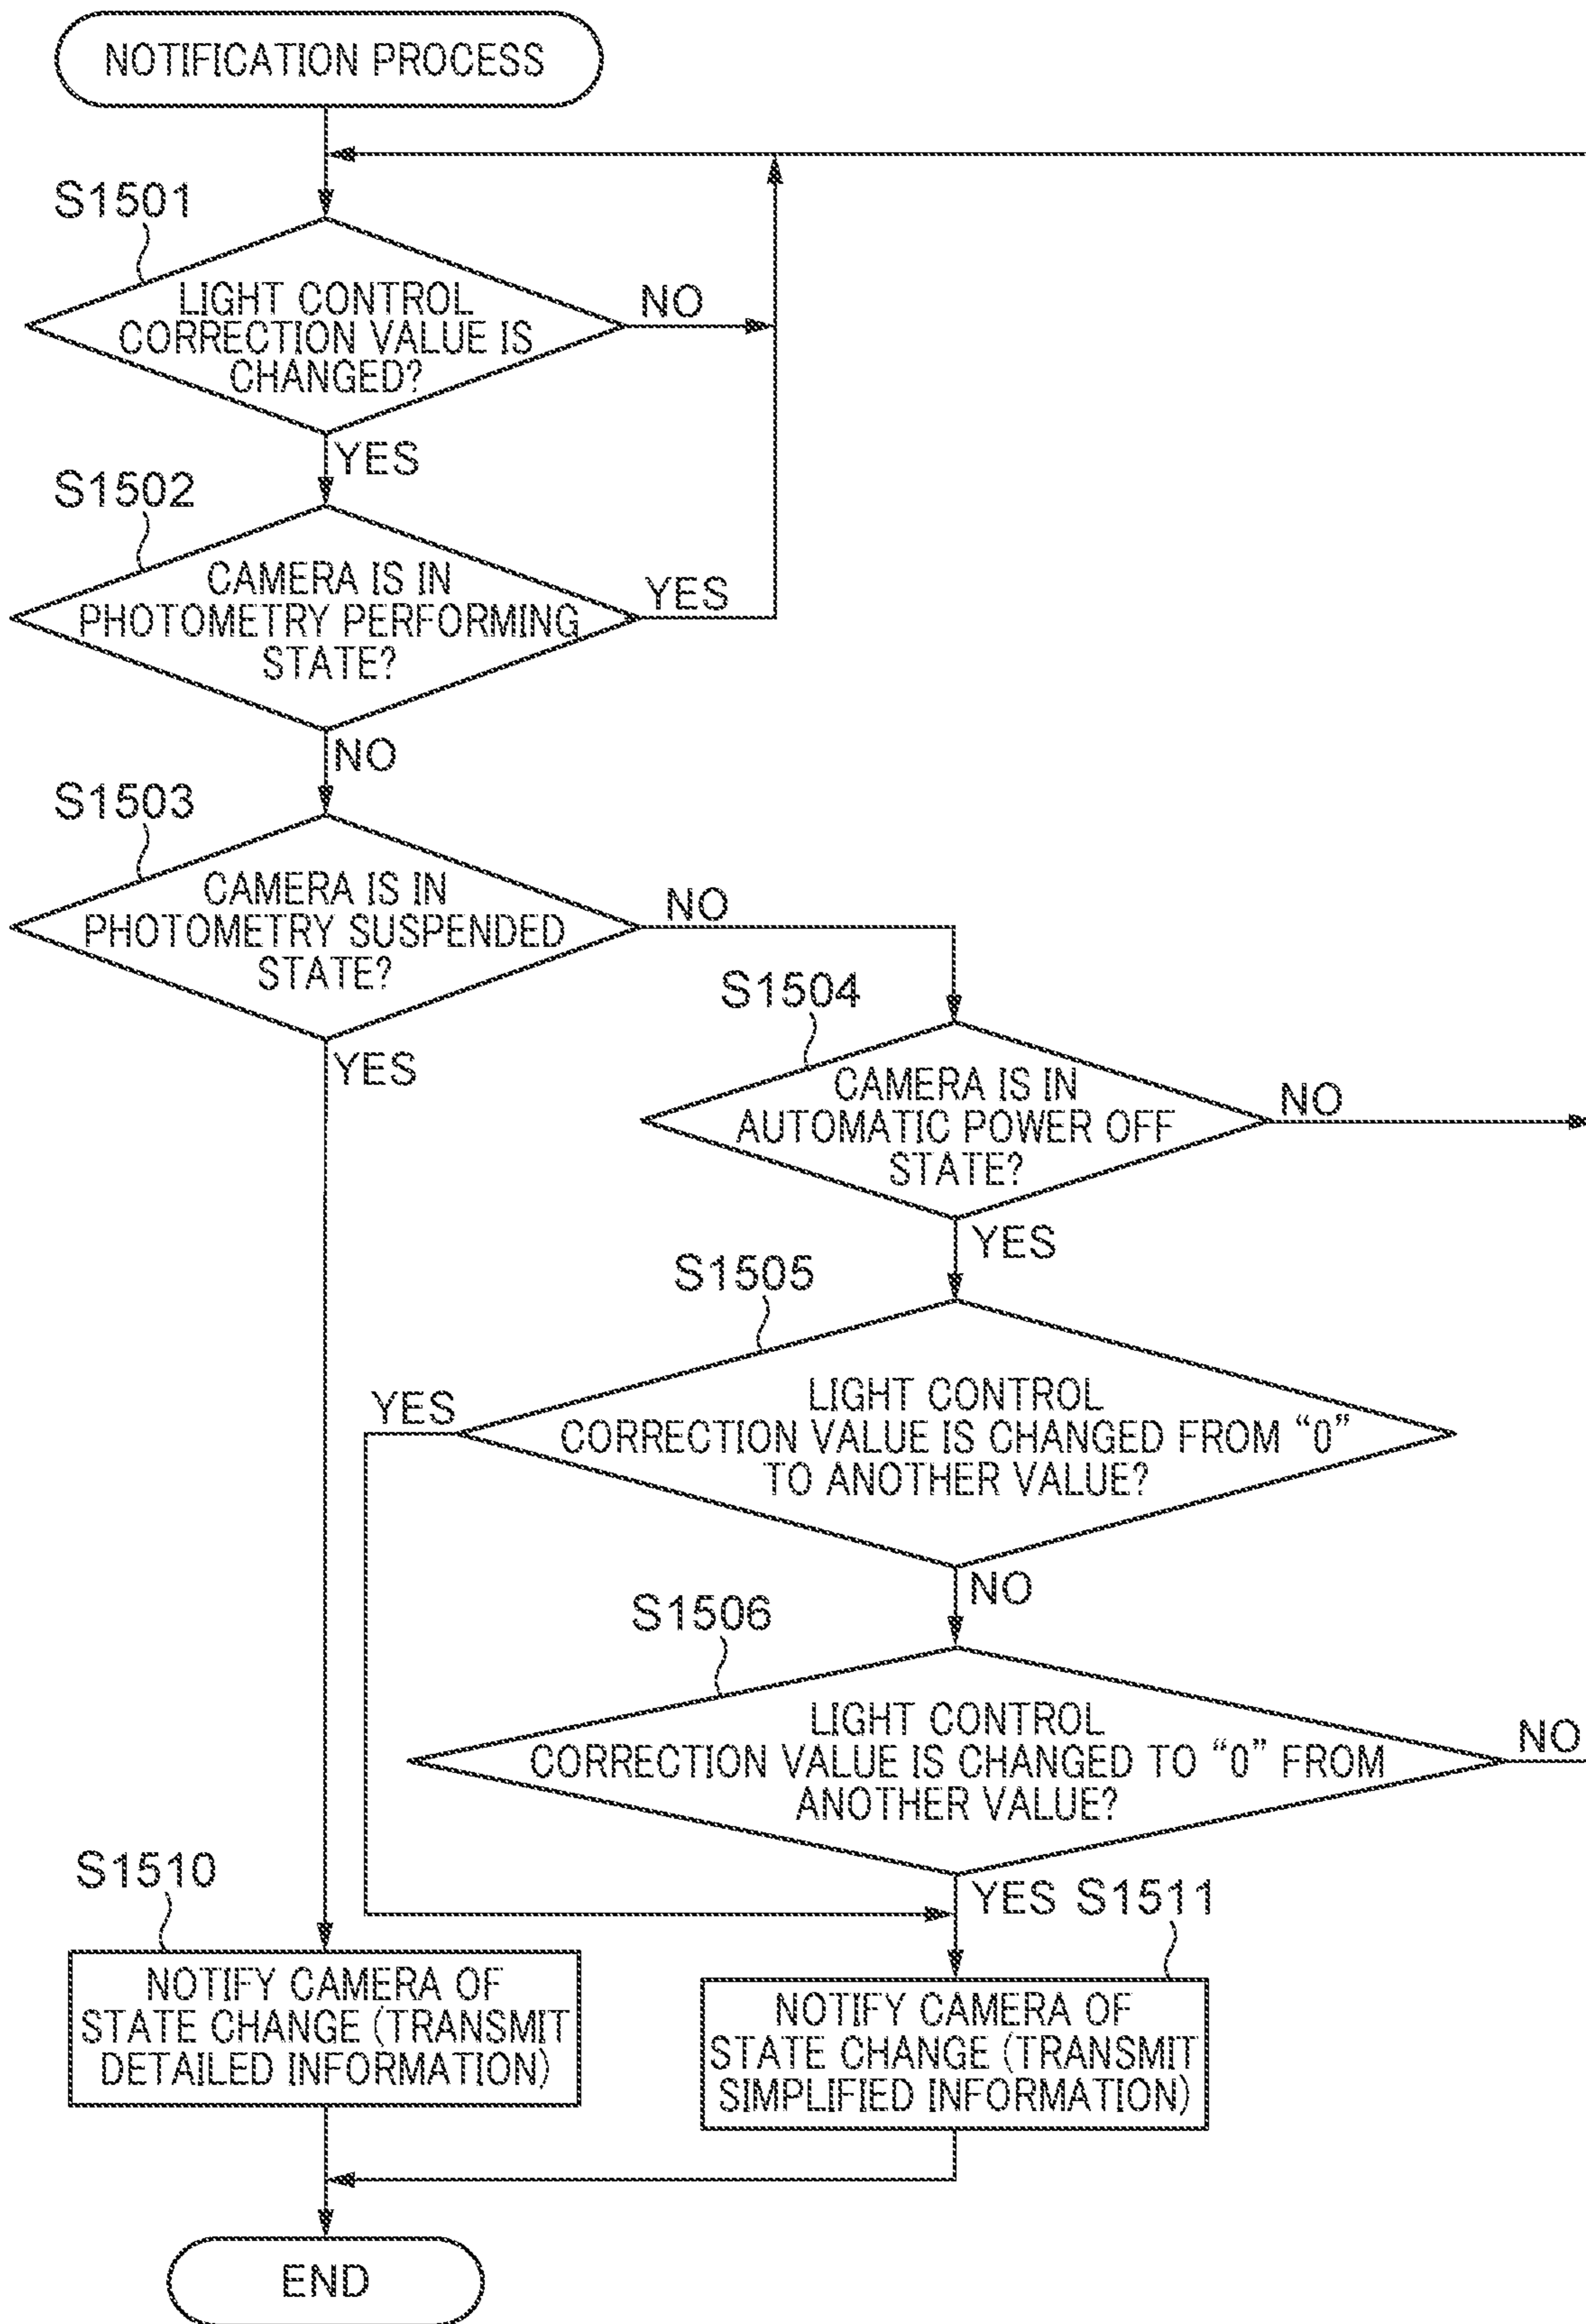 NOTIFICATION PROCESS
S1501
LIGHT CONTROL
CORRECTION VALUE IS
CHANGED?
NO
YES
S1502
CAMERA IS IN
PHOTOMETRY PERFORMING
STATE?
YES
NO
S1503
CAMERA IS IN
PHOTOMETRY SUSPENDED
STATE?
NO
YES
S1504
CAMERA IS IN
AUTOMATIC POWER OFF
STATE?
NO
YES
S1505
LIGHT CONTROL
CORRECTION VALUE IS CHANGED FROM “0”
TO ANOTHER VALUE?
YES
NO
S1506
LIGHT CONTROL
CORRECTION VALUE IS CHANGED TO “0” FROM
ANOTHER VALUE?
NO
YES
S1510
NOTIFY CAMERA OF
STATE CHANGE (TRANSMIT
DETAILED INFORMATION)
S1511
NOTIFY CAMERA OF
STATE CHANGE (TRANSMIT
SIMPLIFIED INFORMATION)
END